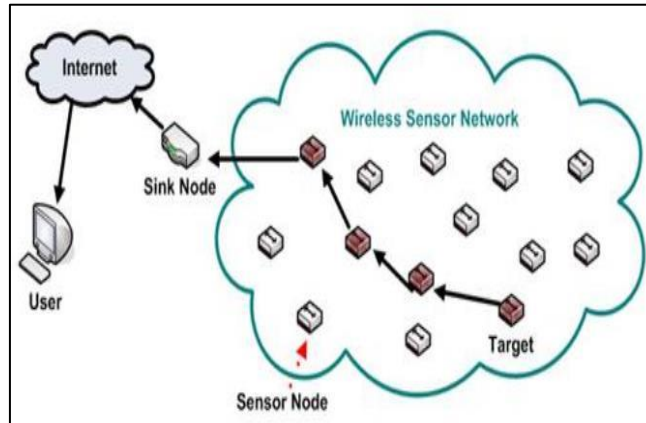 Internet
Wireless Sensor Network
Sink Node
User
Target
Sensor Node